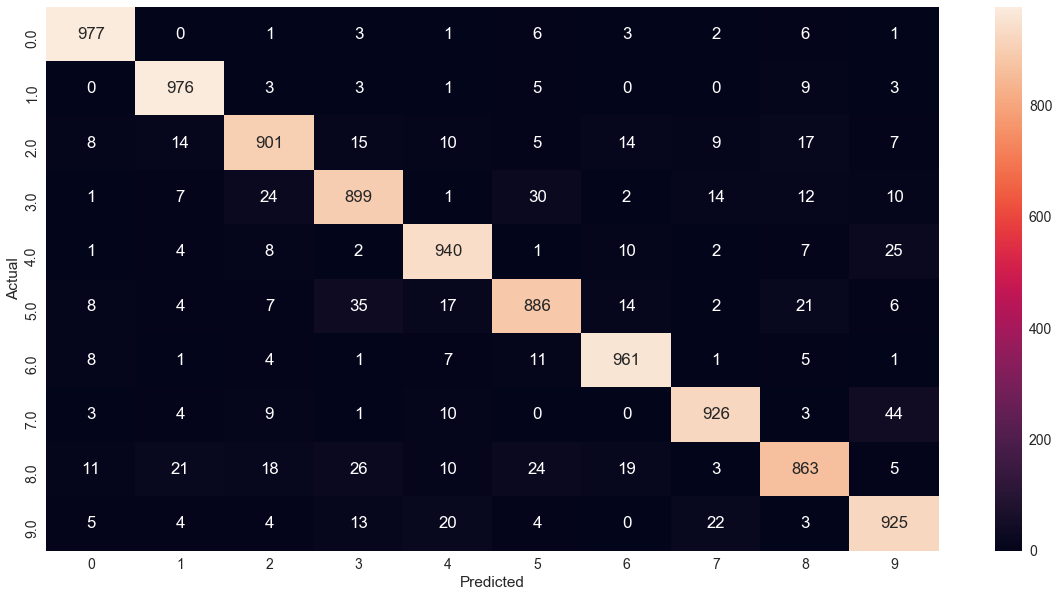 0.0 977 0 1 3 1 6 3 2 6 1
1.0 0 976 3 3 1 5 0 0 9 3
2.0 8 14 901 15 10 5 14 9 17 7
3.0 1 7 24 899 1 30 2 14 12 10
4.0 1 4 8 2 940 1 10 2 7 25
5.0 8 4 7 35 17 886 14 2 21 6
6.0 8 1 4 1 7 11 961 1 5 1
7.0 3 4 9 1 10 0 0 926 3 44
8.0 11 21 18 26 10 24 19 3 863 5
9.0 5 4 4 13 20 4 0 22 3 925
0 1 2 3 4 5 6 7 8 9
Actual
Predicted
800
600
400
200
0